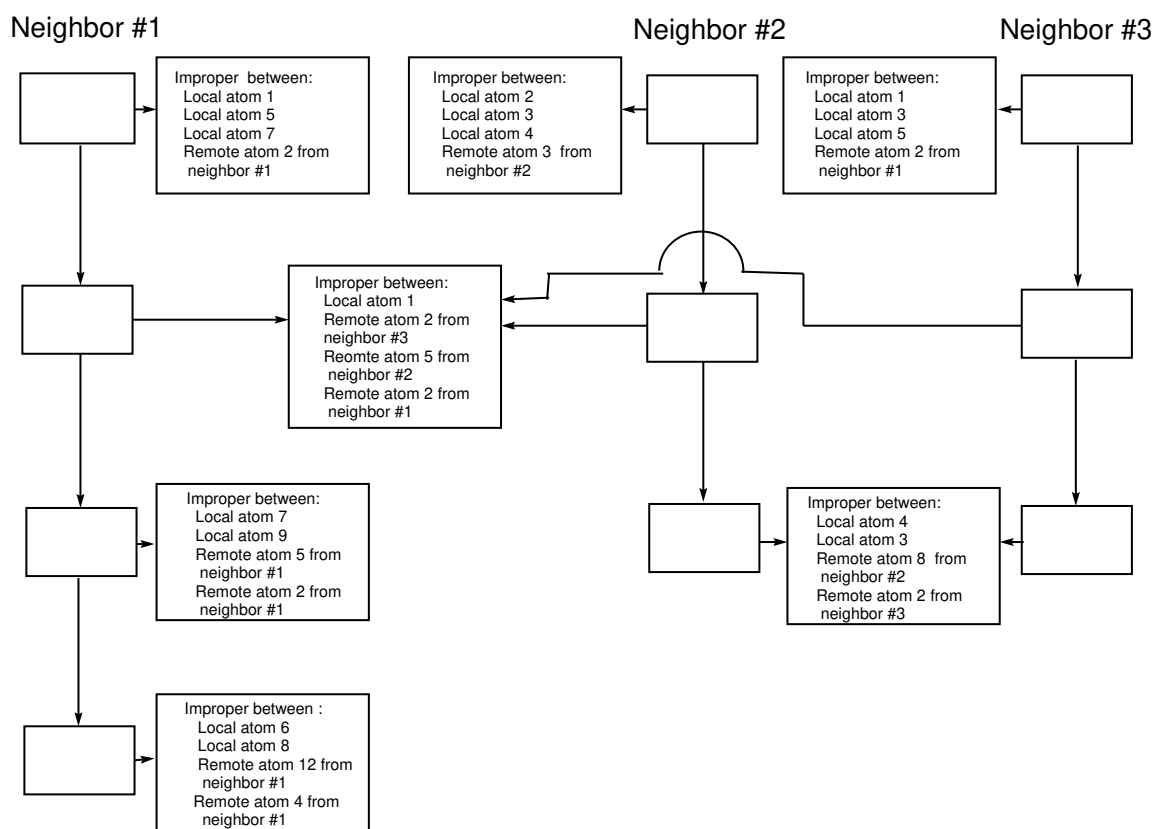 Neighbor #1
Neighbor #2
Neighbor #3
Improper between:
Local atom 1
Local atom 5
Local atom 7
Remote atom 2 from
neighbor #1
Improper between:
Local atom 2
Local atom 3
Local atom 4
Remote atom 3 from
neighbor #2
Improper between:
Local atom 1
Local atom 3
Local atom 5
Remote atom 2 from
neighbor #1
Improper between:
Local atom 1
Remote atom 2 from
neighbor #3
Reomte atom 5 from
neighbor #2
Remote atom 2 from
neighbor #1
Improper between:
Local atom 7
Local atom 9
Remote atom 5 from
neighbor #1
Remote atom 2 from
neighbor #1
Improper between:
Local atom 4
Local atom 3
Remote atom 8 from
neighbor #2
Remote atom 2 from
neighbor #3
Improper between :
Local atom 6
Local atom 8
Remote atom 12 from
neighbor #1
Remote atom 4 from
neighbor #1